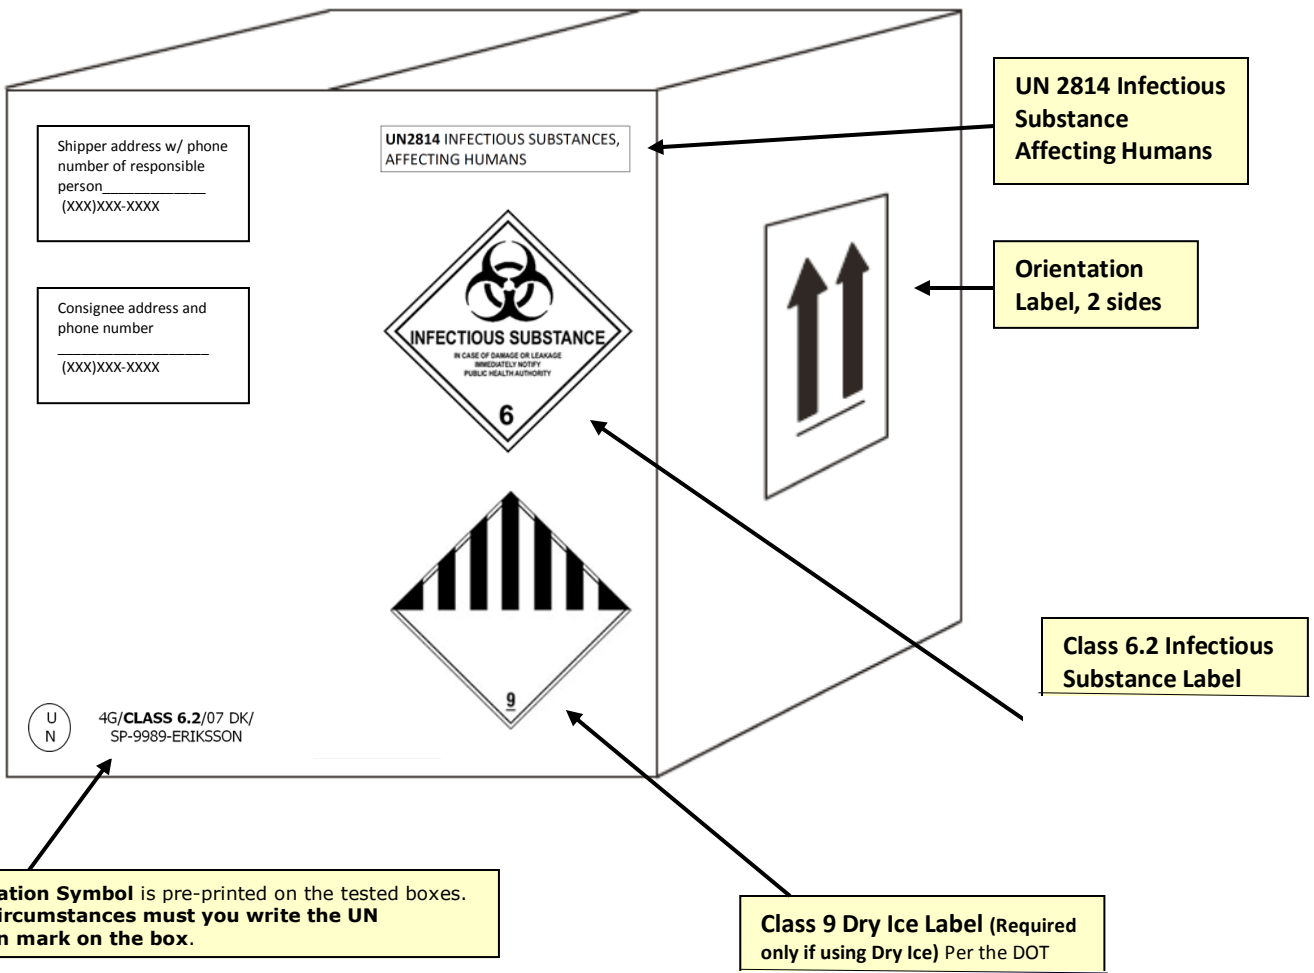 Shipper address w/ phone
number of responsible
person_____________
(XXX)XXX-XXXX
Consignee address and
phone number
___________________
(XXX)XXX-XXXX
UN2814 INFECTIOUS SUBSTANCES,
AFFECTING HUMANS
INFECTIOUS SUBSTANCE
IN CASE OF DAMAGE OR LEAKAGE
IMMEDIATELY NOTIFY
PUBLIC HEALTH AUTHORITY
6
9
U
N
4G/CLASS 6.2/07 DK/
SP-9989-ERIKSSON
UN 2814 Infectious
Substance
Affecting Humans
Orientation
Label, 2 sides
Class 6.2 Infectious
Substance Label
Symbol is pre-printed on the tested boxes.
must you write the UN
mark on the box.
Class 9 Dry Ice Label (Required
only if using Dry Ice) Per the DOT